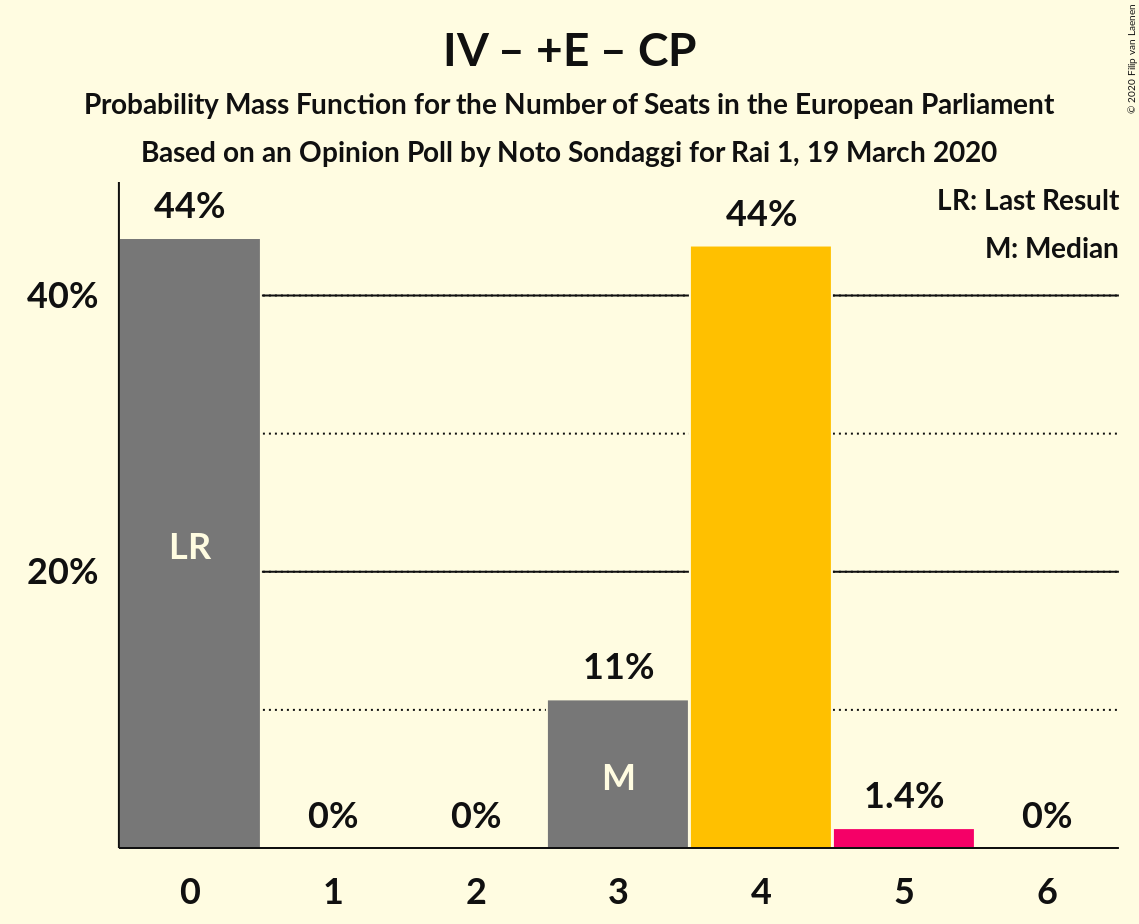 IV – +E – CP
Probability Mass Function for the Number of Seats in the European Parliament
Based on an Opinion Poll by Noto Sondaggi for Rai 1, 19 March 2020
© 2020 Filip van Laenen
LR: Last Result
M: Median
44%
44%
40%
LR
20%
11%
M
0%
0%
1.4%
0%
0
1
2
3
4
5
6